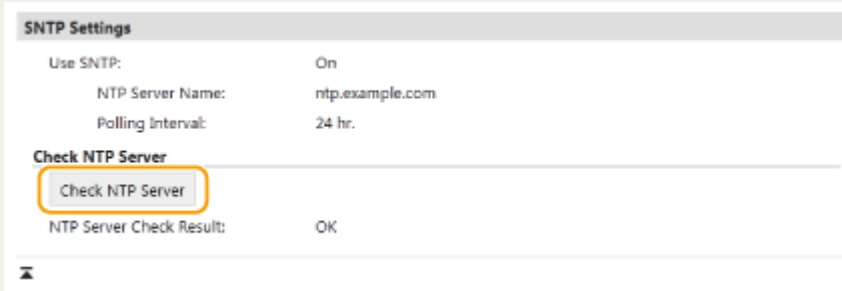 SNTP Settings
Use SNTP: On
NTP Server Name: ntp.example.com
Polling Interval: 24 hr.
Check NTP Server
Check NTP Server
NTP Server Check Result: OK